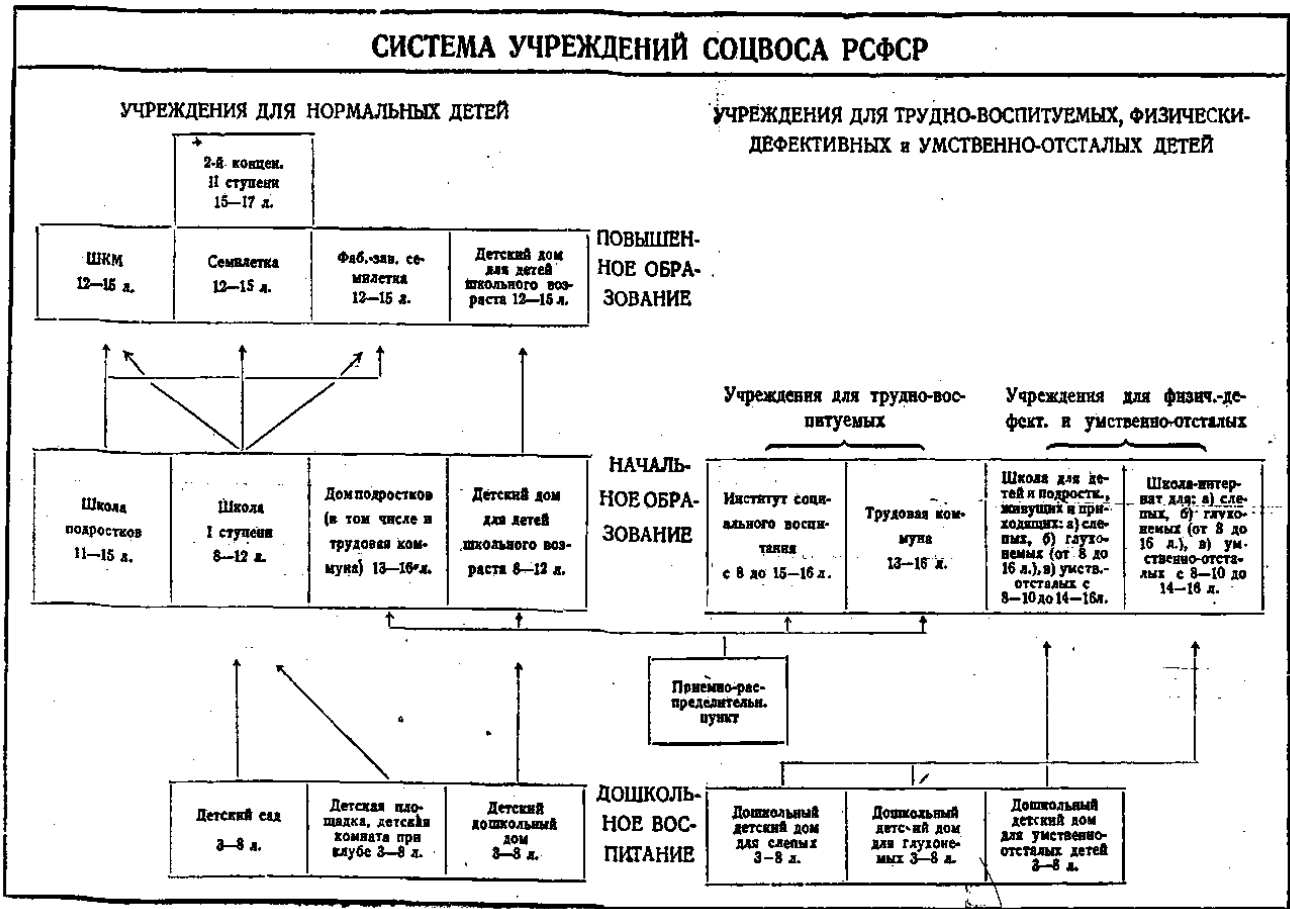 СИСТЕМА УЧРЕЖДЕНИЙ СОЦВОСА РСФСР
УЧРЕЖДЕНИЯ ДЛЯ НОРМАЛЬНЫХ ДЕТЕЙ
УЧРЕЖДЕНИЯ ДЛЯ ТРУДНО-ВОСПИТУЕМЫХ, ФИЗИЧЕСКИ-
ДЕФЕКТИВНЫХ и УМСТВЕННО-ОТСТАЛЫХ ДЕТЕЙ
2-й концен.
II ступени
15—17 л.
ШКМ
12—15 л.
Семилетка
12—15 л.
Фаб.-зав. се-
милетка
12—15 л.
Детский дом
для детей
школьного воз-
раста 12—15 л.
ПОВЫШЕН-
НОЕ ОБРА-
ЗОВАНИЕ
Учреждения для трудно-вос-
питуемых
Учреждения для физич.-де-
фект. и умственно-отсталых
Школа
подростков
11—15 л.
Школа
I ступени
8—12 л.
Дом подростков
(в том числе и
трудовая ком-
муна) 13—16 л.
Детский дом
для детей
школьного воз-
раста 8—12 л.
НАЧАЛЬ-
НОЕ ОБРА-
ЗОВАНИЕ
Институт соци-
ального воспи-
тания
с 8 до 15—16 л.
Трудовая ком-
муна
13—16 л.
Школа для де-
тей и подростк.,
живущих и при-
ходящих: а) сле-
пых, б) глухо-
немых (от 8 до
16 л.), в) умств.-
отсталых с
8—10 до 14—16 л.
Школа-интер-
нат для: а) сле-
пых, б) глухо-
немых (от 8 до
16 л.), в) ум-
ственно-отста-
лых с 8—10 до
14—16 л.
Приемно-рас-
пределительн.
пункт
Детский сад
3—8 л.
Детская пло-
щадка, детская
комната при
клубе 3—8 л.
Детский
дошкольный
дом
3—8 л.
ДОШКОЛЬ-
НОЕ ВОС-
ПИТАНИЕ
Дошкольный
детский дом
для слепых
3—8 л.
Дошкольный
детский дом
для глухоне-
мых 3—8 л.
Дошкольный
детский дом
для умственно-
отсталых детей
3—8 л.